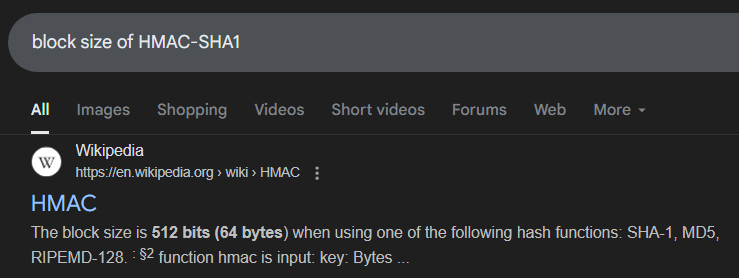 block size of HMAC-SHA1
All Images Shopping Videos Short videos Forums Web More
W Wikipedia
https://en.wikipedia.org › wiki › HMAC
HMAC
The block size is 512 bits (64 bytes) when using one of the following hash functions: SHA-1, MD5,
RIPEMD-128. : §2 function hmac is input: key: Bytes ...